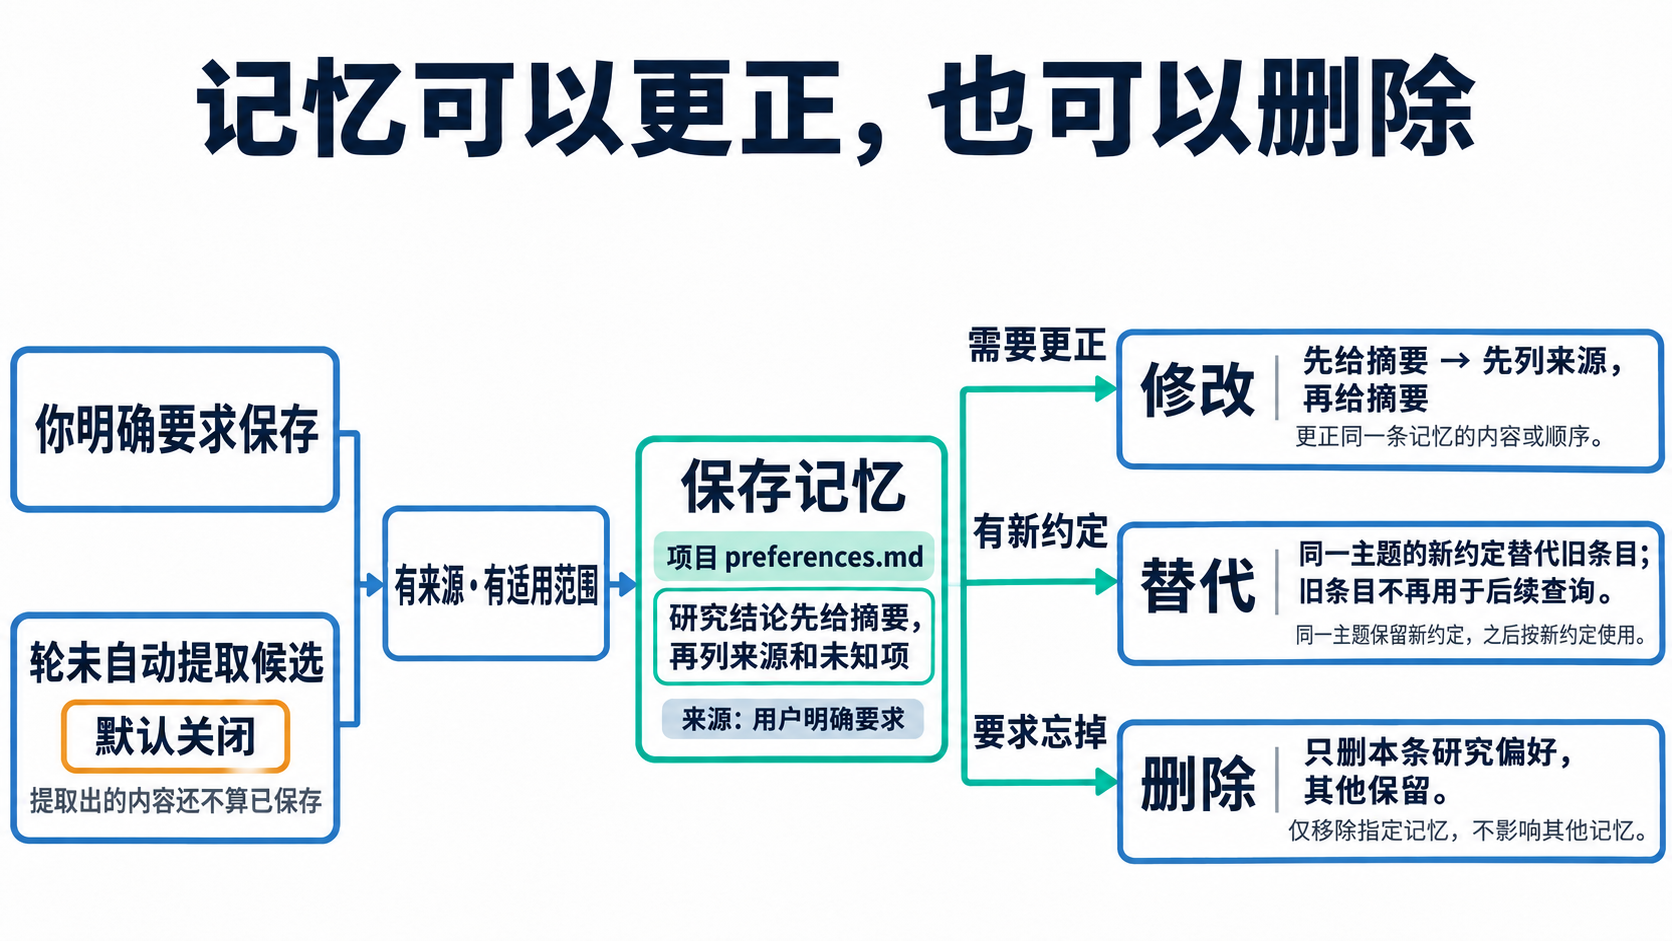 记忆可以更正，也可以删除
你明确要求保存
轮末自动提取候选
默认关闭
提取出的内容还不算已保存
有来源·有适用范围
保存记忆
项目 preferences.md
研究结论先给摘要，
再列来源和未知项
来源：用户明确要求
需要更正
修改
先给摘要 → 先列来源，
再给摘要
更正同一条记忆的内容或顺序。
有新约定
替代
同一主题的新约定替代旧条目；
旧条目不再用于后续查询。
同一主题保留新约定，之后按新约定使用。
要求忘掉
删除
只删本条研究偏好，
其他保留。
仅移除指定记忆，不影响其他记忆。